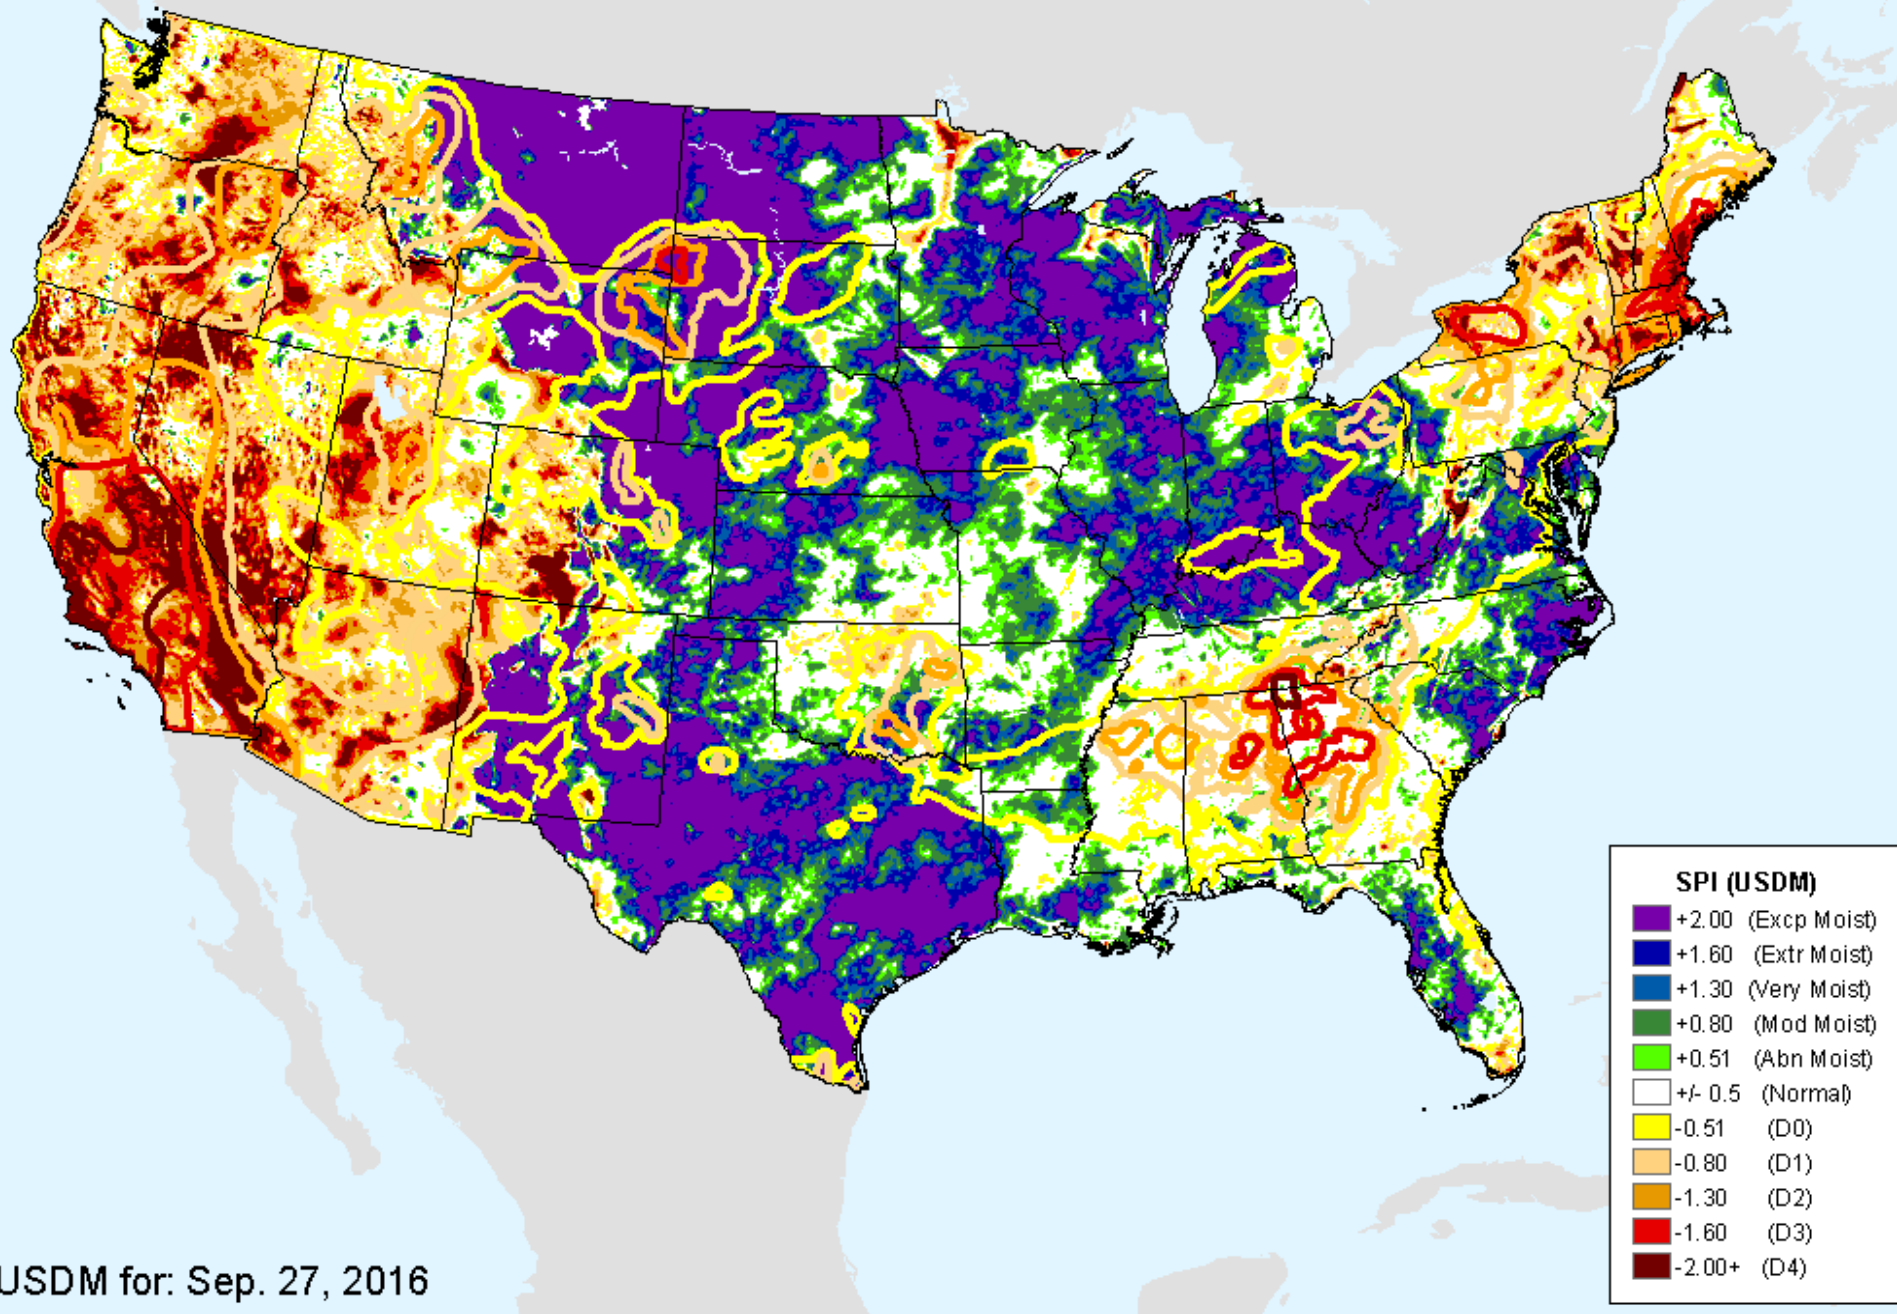 SPI (USDM)
+2.00 (Excp Moist)
+1.60 (Extr Moist)
+1.30 (Very Moist)
+0.80 (Mod Moist)
+0.51 (Abn Moist)
+/- 0.5 (Normal)
-0.51 (D0)
-0.80 (D1)
-1.30 (D2)
-1.60 (D3)
-2.00+ (D4)
USDM for: Sep. 27, 2016